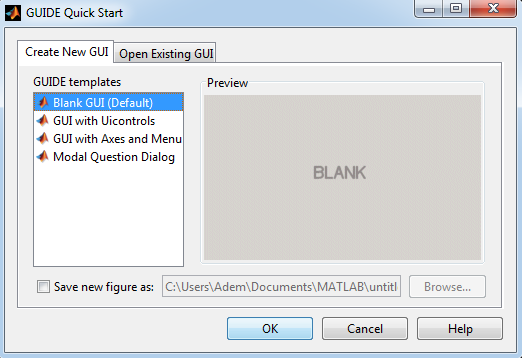 GUIDE Quick Start
Create New GUI
Open Existing GUI
GUIDE templates
Blank GUI (Default)
GUI with Uicontrols
GUI with Axes and Menu
Modal Question Dialog
Preview
BLANK
Save new figure as:
C:\Users\Adem\Documents\MATLAB\untitl
Browse...
OK
Cancel
Help